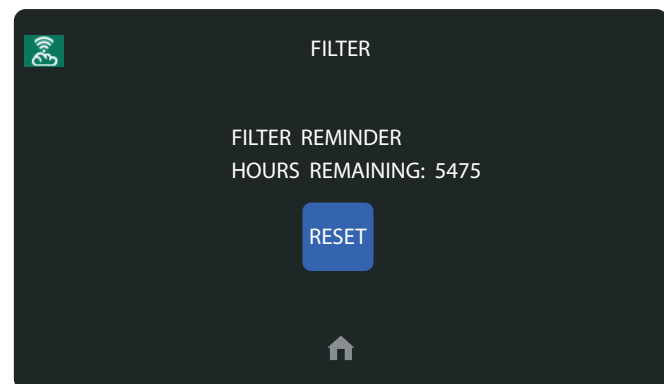 FILTER
FILTER REMINDER
HOURS REMAINING: 5475
RESET